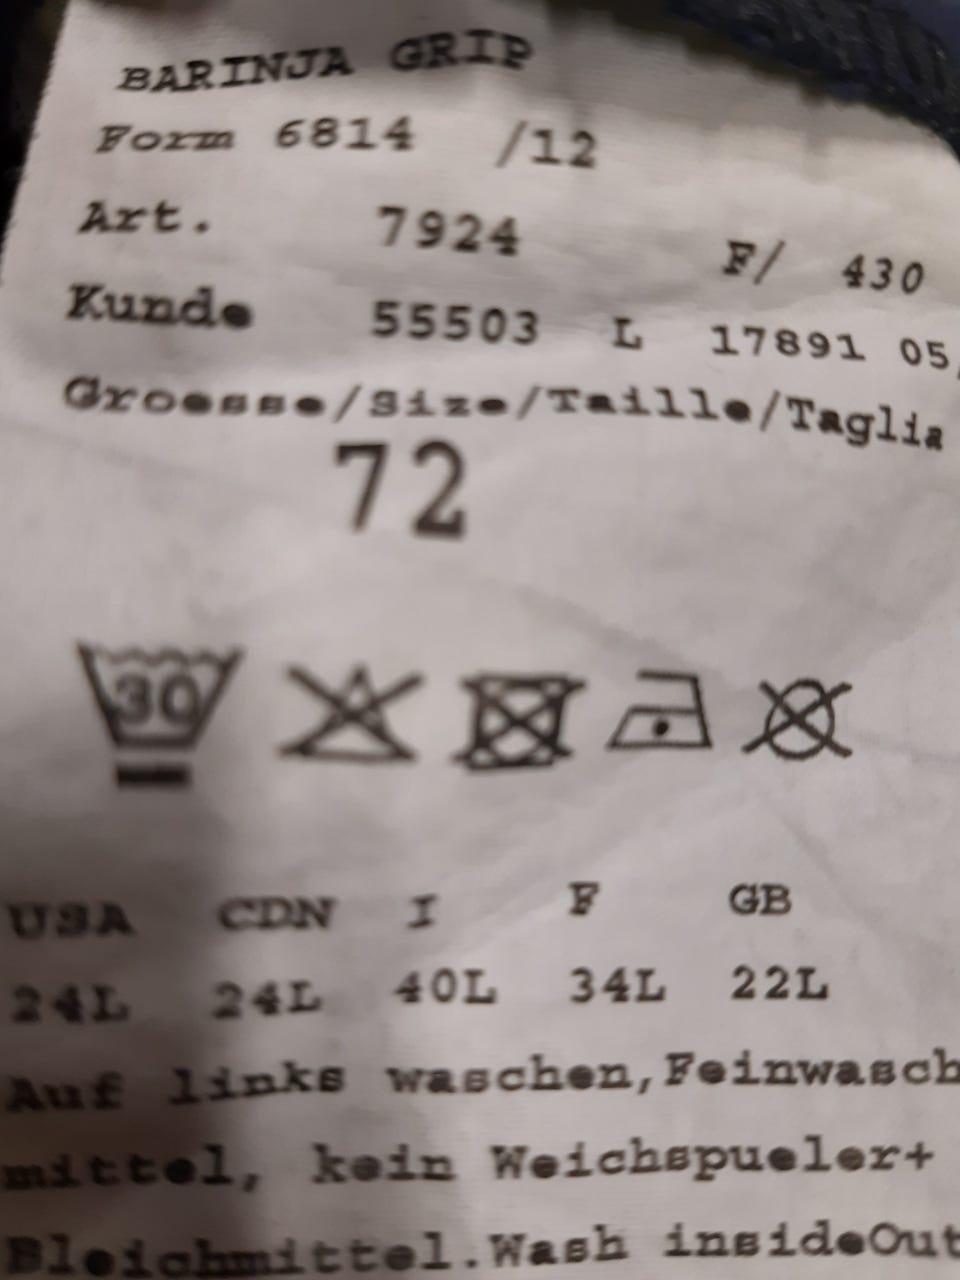 BARINJA GRIP
Form 6814 /12
Art. 7924 F/ 430
Kunde 55503 L 17891 05,
Groesse/Size/Taille/Taglia
72
30
USA CDN I F GB
24L 24L 40L 34L 22L
Auf links waschen,Feinwasch
mittel, kein Weichspueler+
Bleichmittel.Wash insideOut